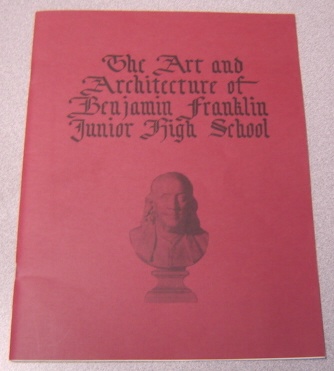 The Art and
Architecture of
Benjamin Franklin
Junior High School